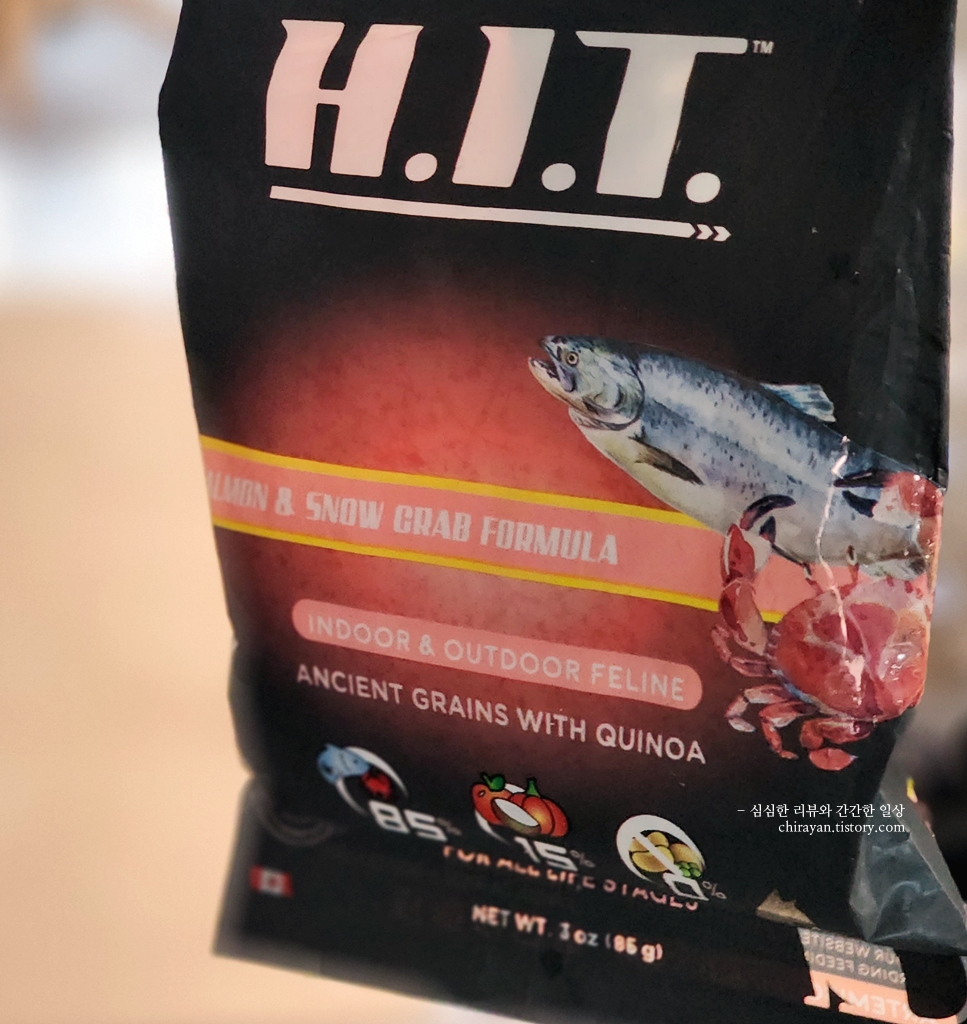 H.I.T.™
ALMON & SNOW CRAB FORMULA
INDOOR & OUTDOOR FELINE
ANCIENT GRAINS WITH QUINOA
85%
15%
0%
FOR ALL LIFE STAGES
NET WT. 3 oz (85 g)
– 심심한 리뷰와 간간한 일상
chirayan.tistory.com
UR WEBSITE